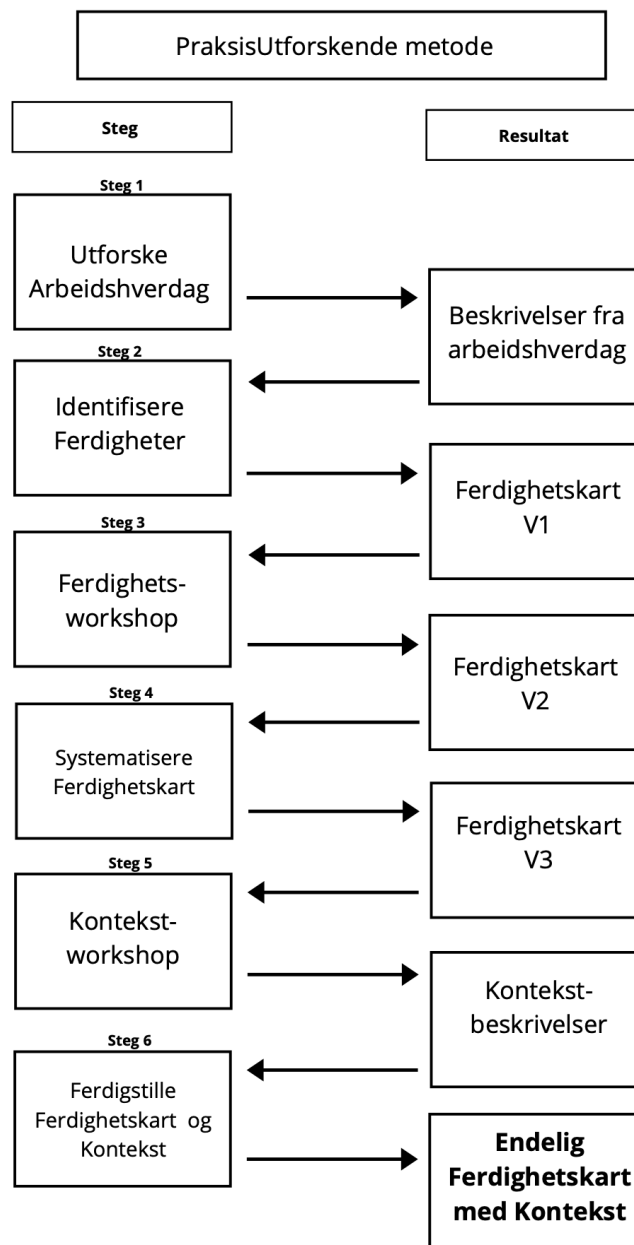 PraksisUtforskende metode
Steg
Resultat
Steg 1
Utforske
Arbeidshverdag
Beskrivelser fra
arbeidshverdag
Steg 2
Identifisere
Ferdigheter
Ferdighetskart
V1
Steg 3
Ferdighets-
workshop
Ferdighetskart
V2
Steg 4
Systematisere
Ferdighetskart
Ferdighetskart
V3
Steg 5
Kontekst-
workshop
Kontekst-
beskrivelser
Steg 6
Ferdigstille
Ferdighetskart og
Kontekst
Endelig
Ferdighetskart
med Kontekst